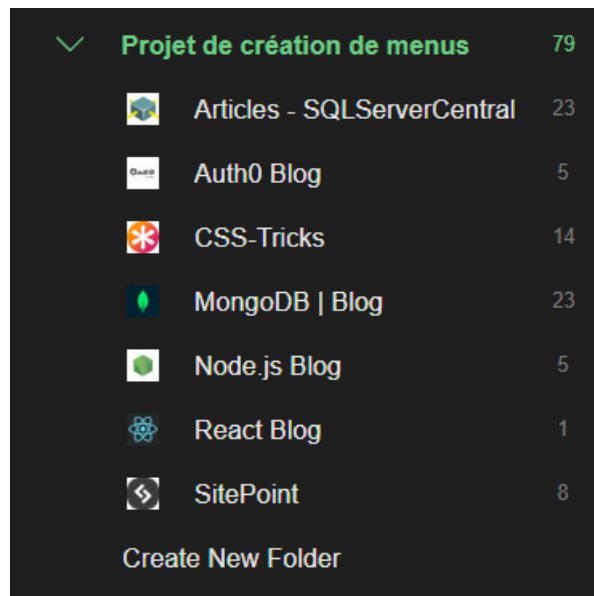 Projet de création de menus 79
Articles - SQLServerCentral 23
Auth0 Blog 5
CSS-Tricks 14
MongoDB | Blog 23
Node.js Blog 5
React Blog 1
SitePoint 8
Create New Folder